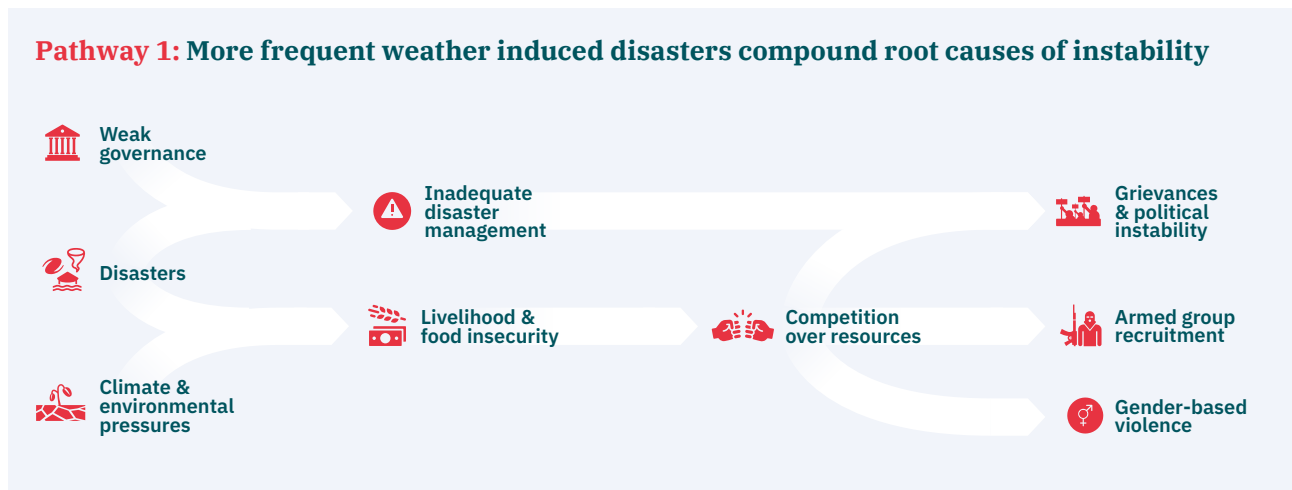 Pathway 1: More frequent weather induced disasters compound root causes of instability
Weak
governance
Disasters
Climate &
environmental
pressures
Inadequate
disaster
management
Livelihood &
food insecurity
Competition
over resources
Grievances
& political
instability
Armed group
recruitment
Gender-based
violence